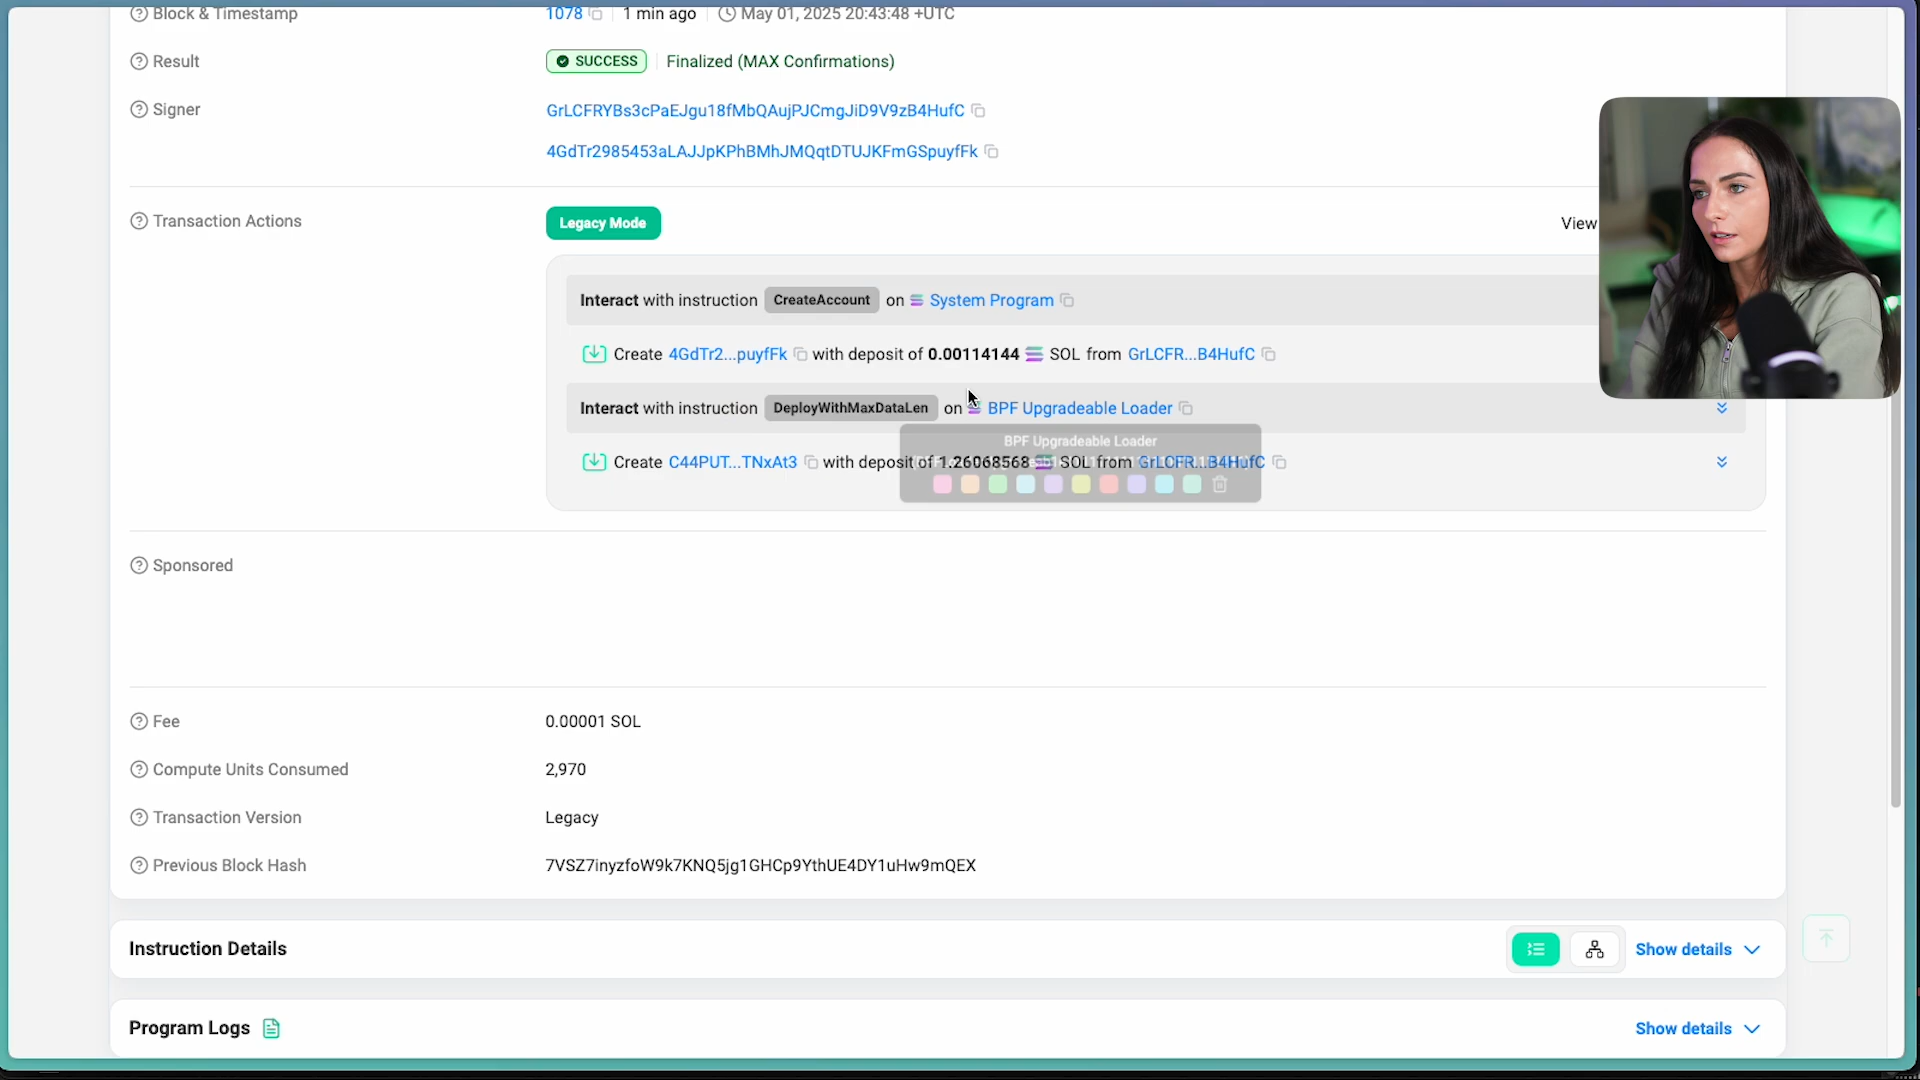 Block & Timestamp
1078 1 min ago May 01, 2025 20:43:48 +UTC
Result
SUCCESS Finalized (MAX Confirmations)
Signer
GrLCFRYBs3cPaEJgu18fMbQAujPJCmgJiD9V9zB4HufC
4GdTr2985453aLAJJpKPhBMhJMQqtDTUJKFmGSpuyfFk
Transaction Actions
Legacy Mode
View
Interact with instruction CreateAccount on System Program
Create 4GdTr2...puyfFk with deposit of 0.00114144 SOL from GrLCFR...B4HufC
Interact with instruction DeployWithMaxDataLen on BPF Upgradeable Loader
BPF Upgradeable Loader
Create C44PUT...TNxAt3 with deposit of 1.26068568 SOL from GrLCFR...B4HufC
Sponsored
Fee
0.00001 SOL
Compute Units Consumed
2,970
Transaction Version
Legacy
Previous Block Hash
7VSZ7inyzfoW9k7KNQ5jg1GHCp9YthUE4DY1uHw9mQEX
Instruction Details
Show details
Program Logs
Show details